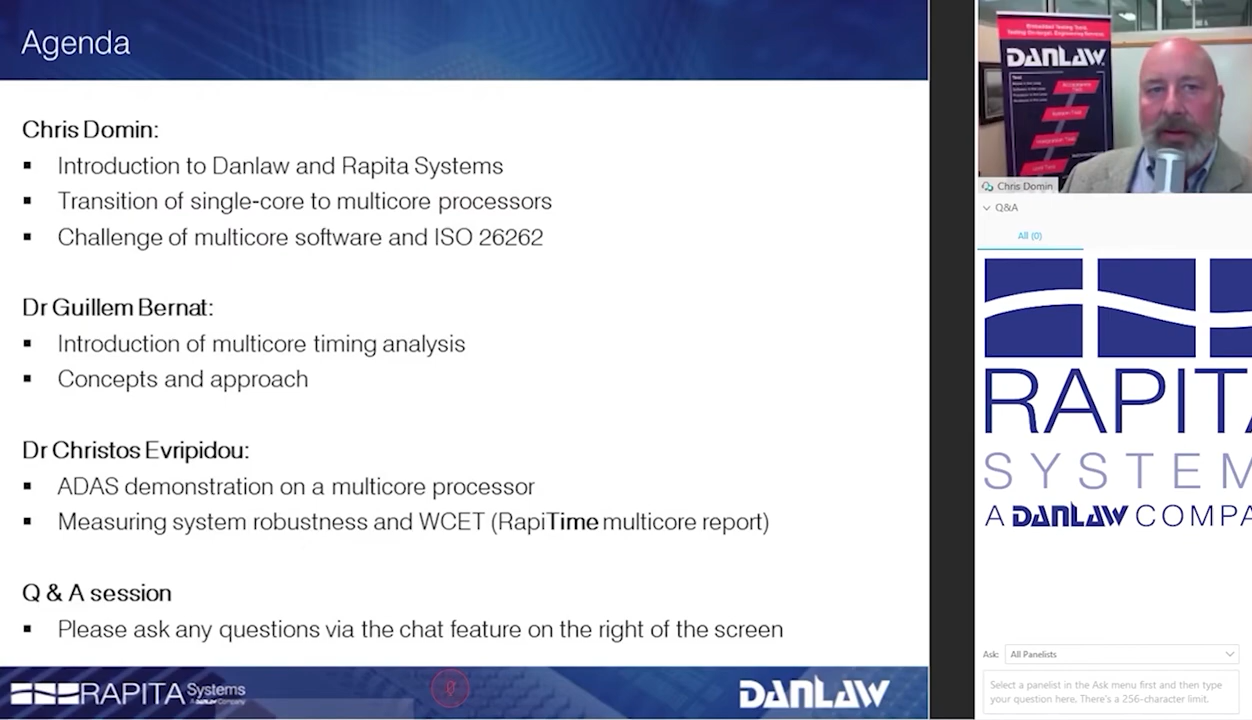 Agenda
Chris Domin:
▪ Introduction to Danlaw and Rapita Systems
▪ Transition of single-core to multicore processors
▪ Challenge of multicore software and ISO 26262
Dr Guillem Bernat:
▪ Introduction of multicore timing analysis
▪ Concepts and approach
Dr Christos Evripidou:
▪ ADAS demonstration on a multicore processor
▪ Measuring system robustness and WCET (RapiTime multicore report)
Q & A session
▪ Please ask any questions via the chat feature on the right of the screen
RAPITA Systems
A DANLAW Company
DANLAW
DANLAW
Chris Domin
Q&A
All (0)
RAPITA
SYSTEM
A DANLAW COMPA
Ask: All Panelists
Select a panelist in the Ask menu first and then type
your question here. There's a 256-character limit.